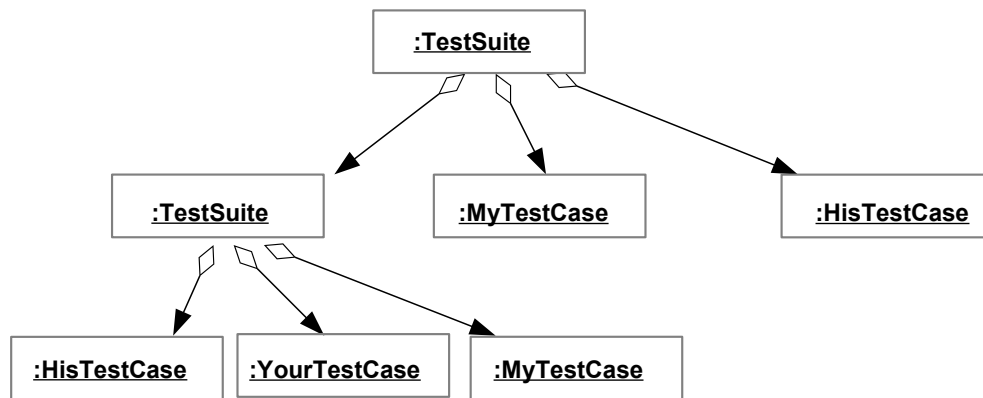 :TestSuite
:TestSuite
:MyTestCase
:HisTestCase
:HisTestCase
:YourTestCase
:MyTestCase